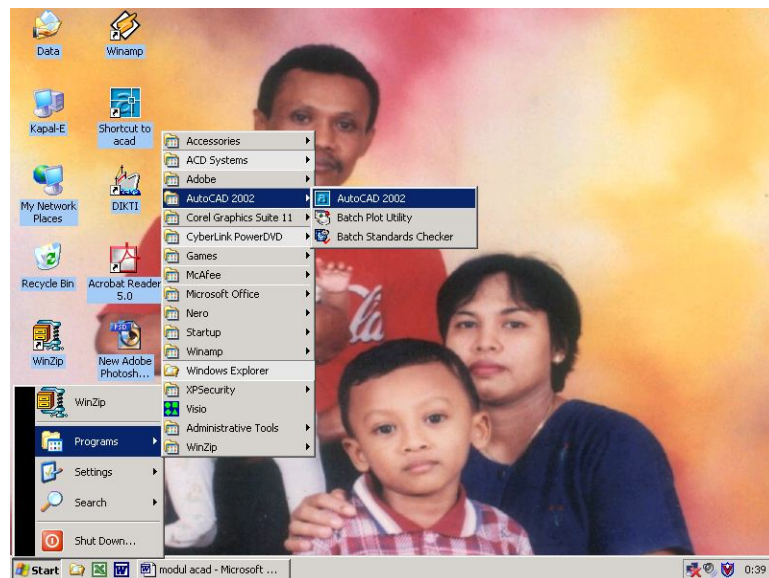 Data
Winamp
Kapal-E
Shortcut to
acad
My Network
Places
DIKTI
Recycle Bin
Acrobat Reader
5.0
WinZip
New Adobe
Photosh...
Accessories
ACD Systems
Adobe
AutoCAD 2002
Corel Graphics Suite 11
CyberLink PowerDVD
Games
McAfee
Microsoft Office
Nero
Startup
Winamp
Windows Explorer
XPSecurity
Visio
Administrative Tools
WinZip
AutoCAD 2002
Batch Plot Utility
Batch Standards Checker
WinZip
Programs
Settings
Search
Shut Down...
Start
modul acad - Microsoft ...
0:39